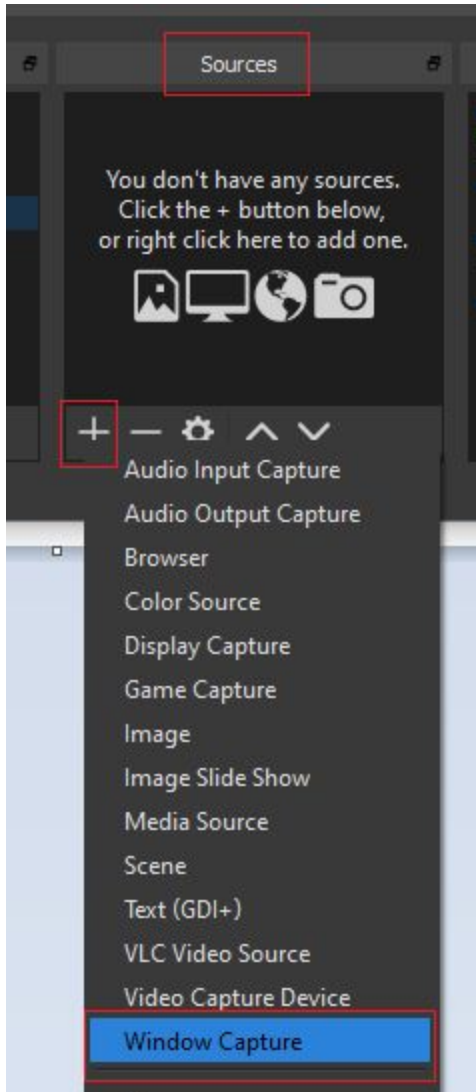 Sources
You don't have any sources.
Click the + button below,
or right click here to add one.
Audio Input Capture
Audio Output Capture
Browser
Color Source
Display Capture
Game Capture
Image
Image Slide Show
Media Source
Scene
Text (GDI+)
VLC Video Source
Video Capture Device
Window Capture